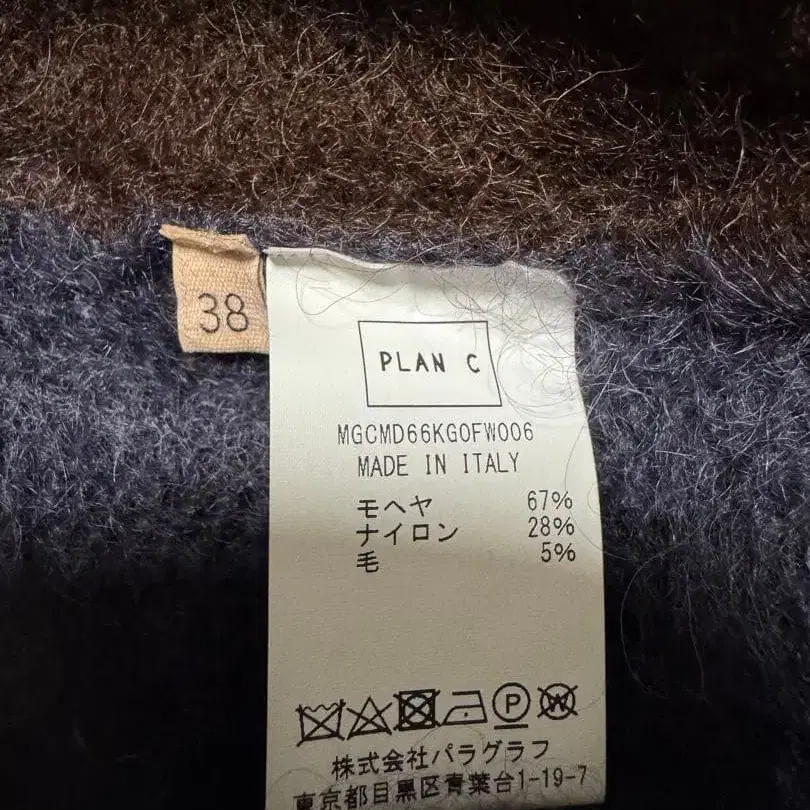 38
PLAN C
MGCMD66KG0FW006
MADE IN ITALY
モヘヤ 67%
ナイロン 28%
毛 5%
P W
株式会社パラグラフ
東京都目黒区青葉台1-19-7